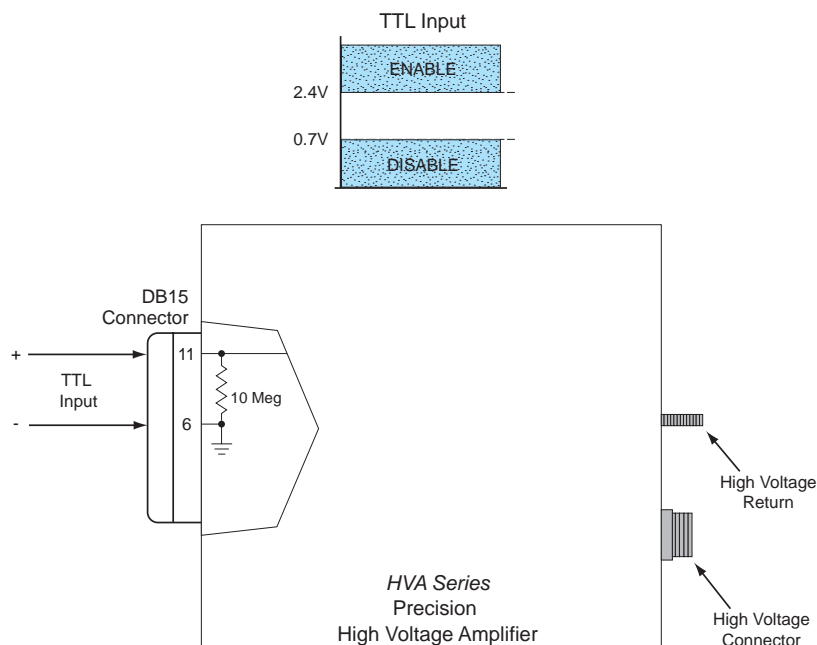 TTL Input
ENABLE
2.4V
0.7V
DISABLE
DB15
Connector
+
11
TTL
Input
10 Meg
-
6
High Voltage
Return
HVA Series
Precision
High Voltage Amplifier
High Voltage
Connector